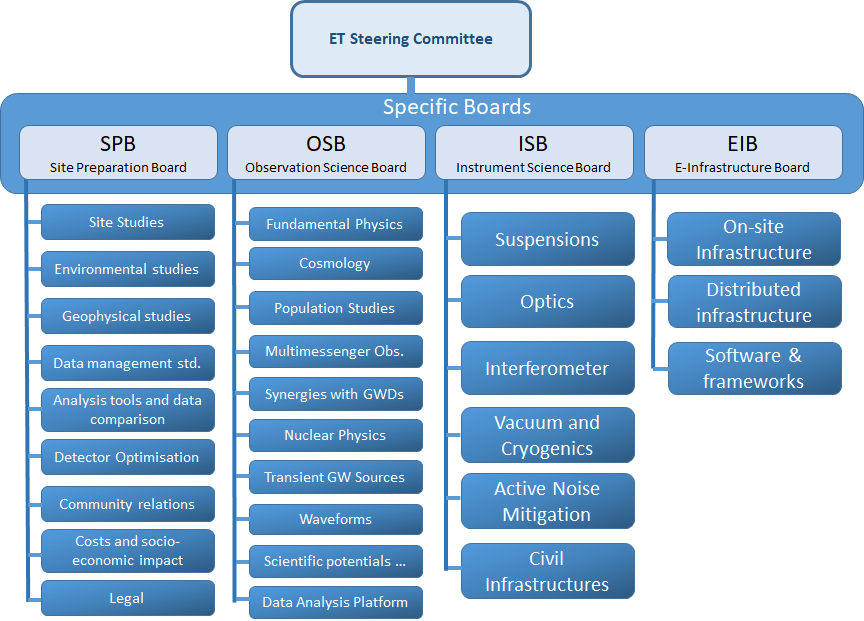 ET Steering Committee
Specific Boards
SPB
Site Preparation Board
Site Studies
Environmental studies
Geophysical studies
Data management std.
Analysis tools and data
comparison
Detector Optimisation
Community relations
Costs and socio-
economic impact
Legal
OSB
Observation Science Board
Fundamental Physics
Cosmology
Population Studies
Multimessenger Obs.
Synergies with GWDs
Nuclear Physics
Transient GW Sources
Waveforms
Scientific potentials ...
Data Analysis Platform
ISB
Instrument Science Board
Suspensions
Optics
Interferometer
Vacuum and
Cryogenics
Active Noise
Mitigation
Civil
Infrastructures
EIB
E-Infrastructure Board
On-site
Infrastructure
Distributed
infrastructure
Software &
frameworks